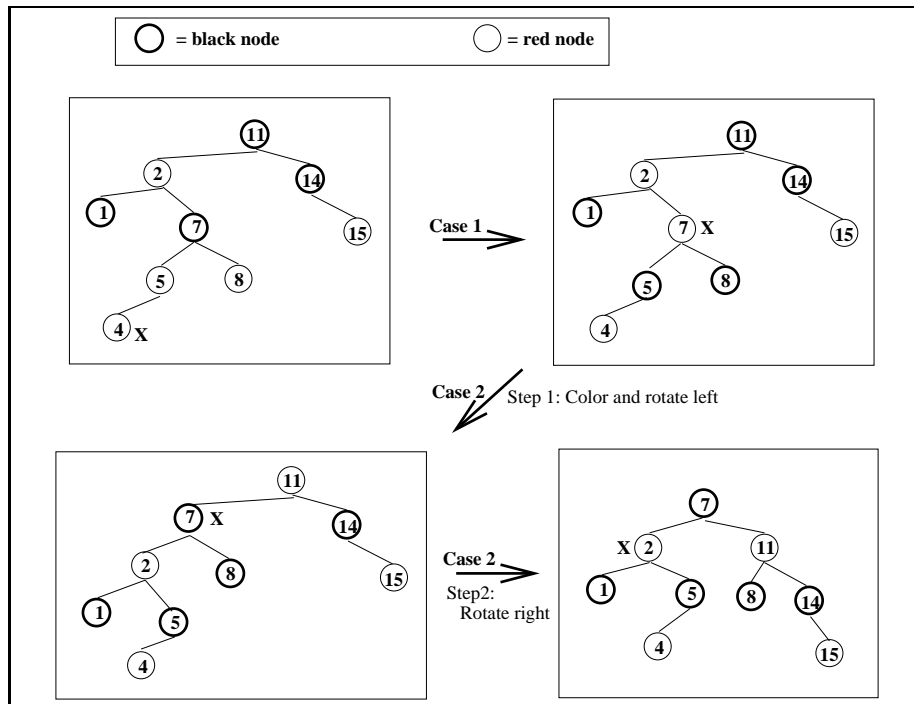 = black node
= red node
11
2
14
1
7
15
5
8
4 X
Case 1
11
2
14
1
7 X
15
5
8
4
Case 2
Step 1: Color and rotate left
11
7 X
14
2
8
15
1
5
4
Case 2
Step2:
Rotate right
7
X 2
11
1
5
8
14
4
15